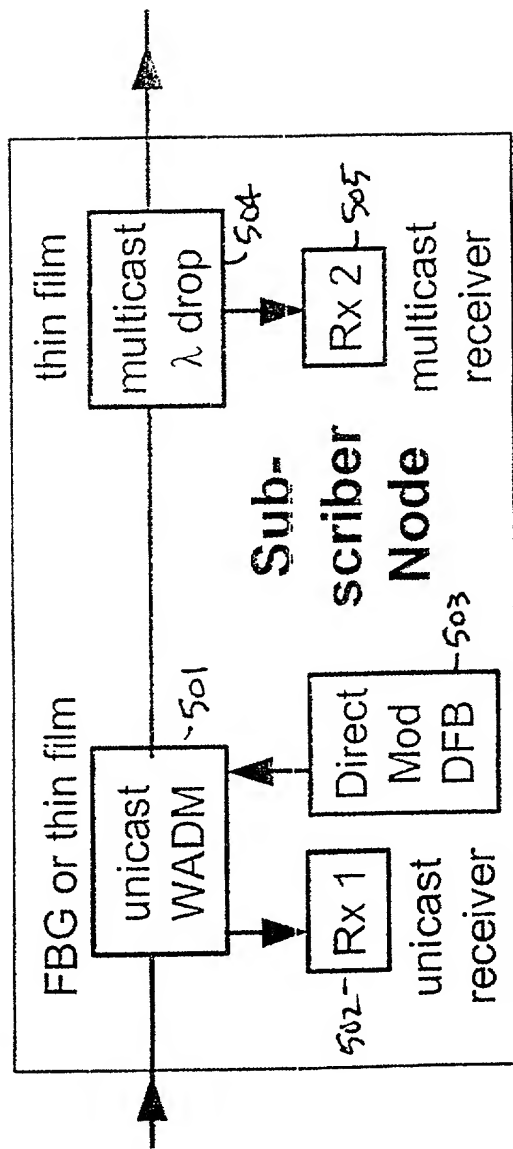 FBG or thin film
thin film
unicast
WADM
501
multicast
λ drop
504
502
Rx 1
Direct
Mod
DFB
503
Sub-
scriber
Node
Rx 2
505
unicast
receiver
multicast
receiver